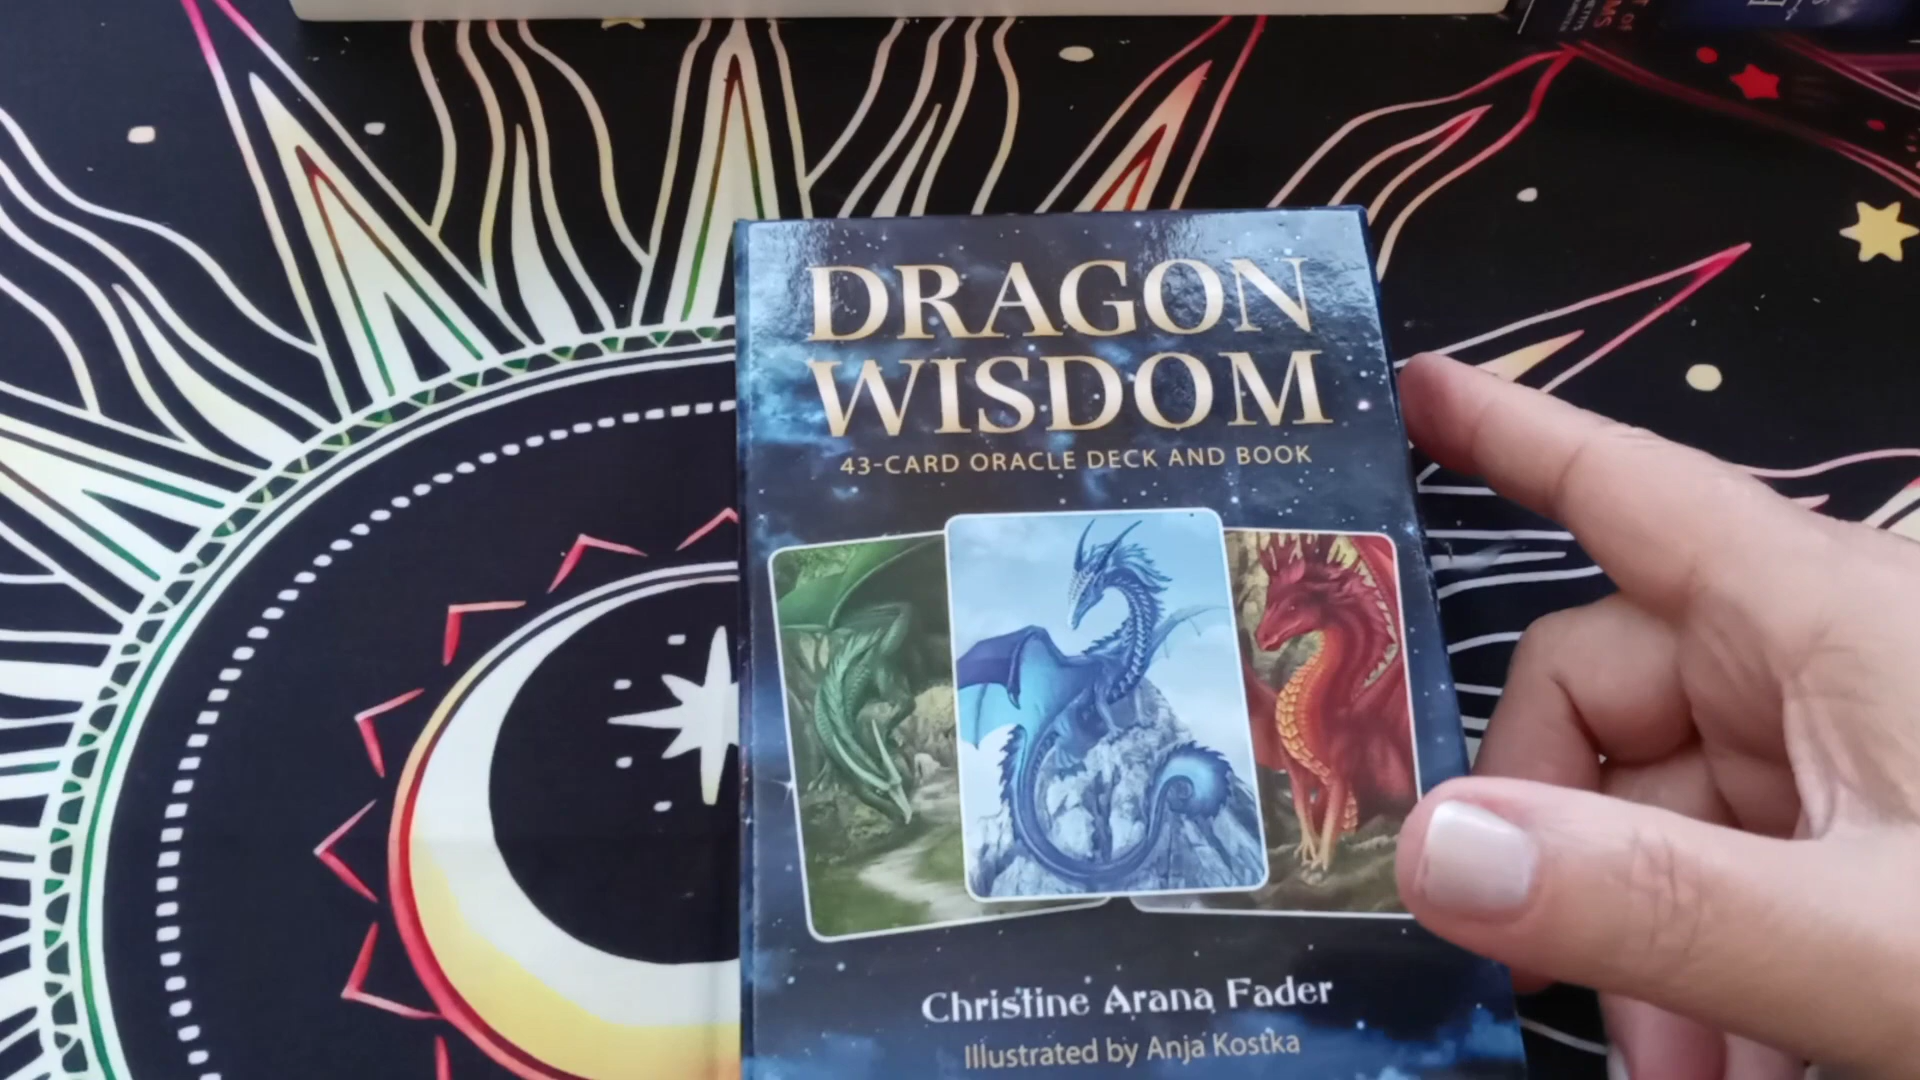 DRAGON
WISDOM
43-CARD ORACLE DECK AND BOOK
Christine Arana Fader
Illustrated by Anja Kostka